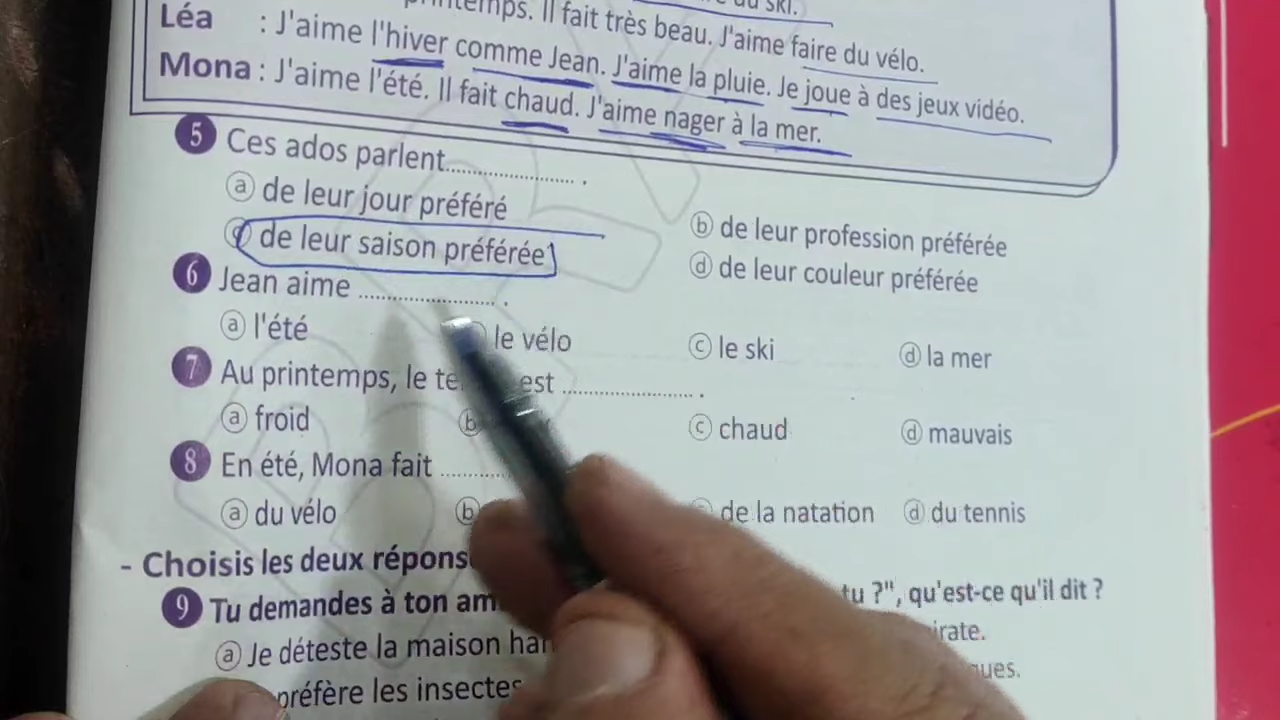 du ski.
printemps. Il fait très beau. J'aime faire du vélo.
Léa : J'aime l'hiver comme Jean. J'aime la pluie. Je joue à des jeux vidéo.
Mona : J'aime l'été. Il fait chaud. J'aime nager à la mer.
5 Ces ados parlent.......................... .
a de leur jour préféré
b de leur profession préférée
c de leur saison préférée
d de leur couleur préférée
6 Jean aime .......................... .
a l'été le vélo c le ski d la mer
7 Au printemps, le est .......................... .
a froid b c chaud d mauvais
8 En été, Mona fait ..........
a du vélo b de la natation d du tennis
- Choisis les deux
9 Tu demandes à ton tu ?", qu'est-ce qu'il dit ?
a Je déteste la maison
préfère les insectes